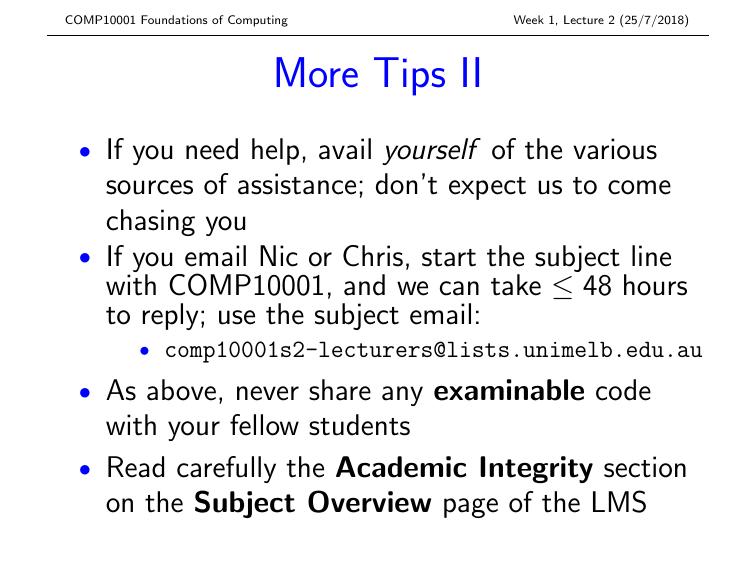 COMP10001 Foundations of Computing
Week 1, Lecture 2 (25/7/2018)
More Tips II
• If you need help, avail yourself of the various
sources of assistance; don't expect us to come
chasing you
• If you email Nic or Chris, start the subject line
with COMP10001, and we can take ≤ 48 hours
to reply; use the subject email:
• comp10001s2-lecturers@lists.unimelb.edu.au
• As above, never share any examinable code
with your fellow students
• Read carefully the Academic Integrity section
on the Subject Overview page of the LMS